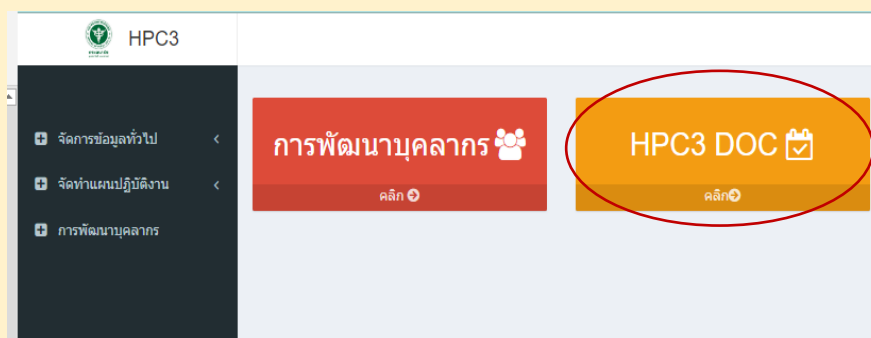 HPC3
จัดการข้อมูลทั่วไป
จัดทำแผนปฏิบัติงาน
การพัฒนาบุคลากร
การพัฒนาบุคลากร
คลิก
HPC3 DOC
คลิก